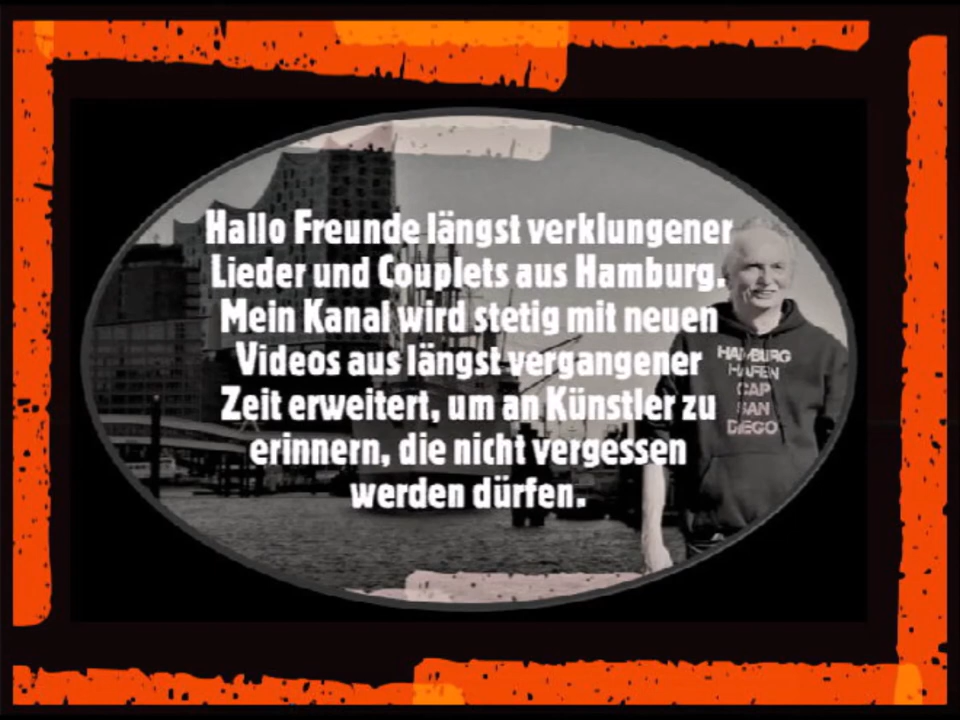 Hallo Freunde längst verklungener
Lieder und Couplets aus Hamburg.
Mein Kanal wird stetig mit neuen
Videos aus längst vergangener
Zeit erweitert, um an Künstler zu
erinnern, die nicht vergessen
werden dürfen.
HAMBURG
HAFEN
CAP
SAN
DIEGO